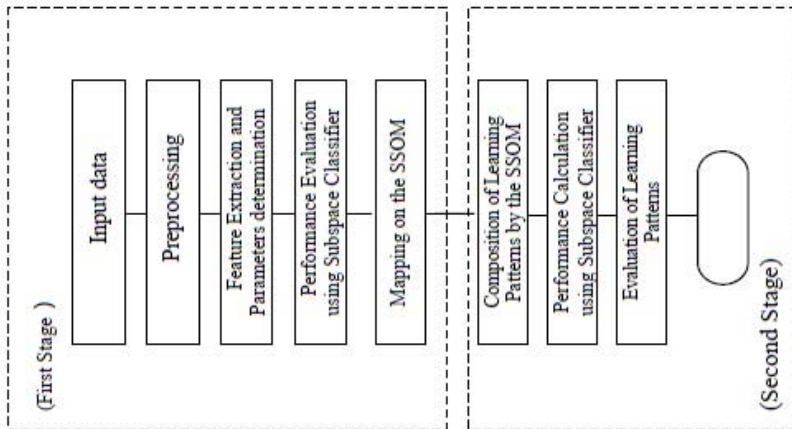 (First Stage )
Input data
Preprocessing
Feature Extraction and
Parameters determination
Performance Evaluation
using Subspace Classifier
Mapping on the SSOM
Composition of Learning
Patterns by the SSOM
Performance Calculation
using Subspace Classifier
Evaluation of Learning
Patterns
(Second Stage)